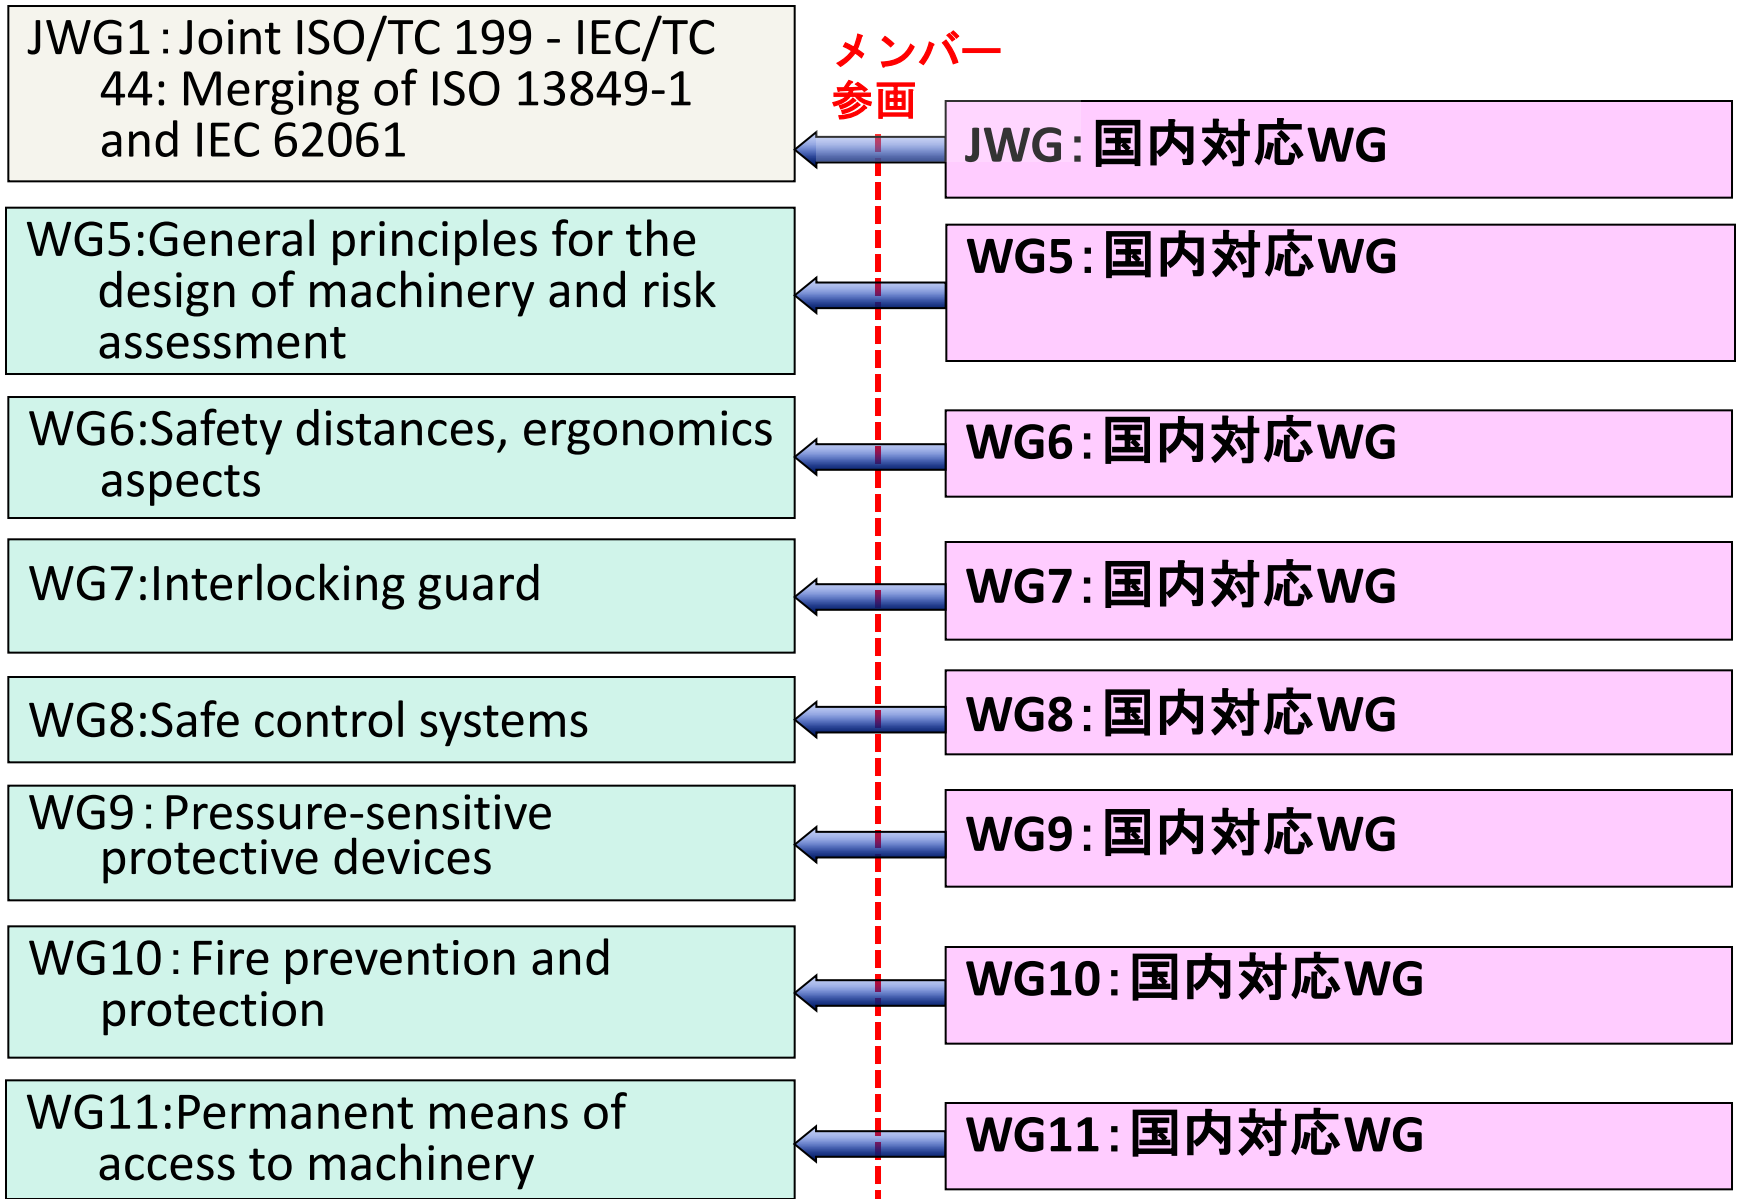 JWG1：Joint ISO/TC 199 - IEC/TC
44: Merging of ISO 13849-1
and IEC 62061
メンバー
参画
JWG：国内対応WG
WG5:General principles for the
design of machinery and risk
assessment
WG5：国内対応WG
WG6:Safety distances, ergonomics
aspects
WG6：国内対応WG
WG7:Interlocking guard
WG7：国内対応WG
WG8:Safe control systems
WG8：国内対応WG
WG9：Pressure-sensitive
protective devices
WG9：国内対応WG
WG10：Fire prevention and
protection
WG10：国内対応WG
WG11:Permanent means of
access to machinery
WG11：国内対応WG